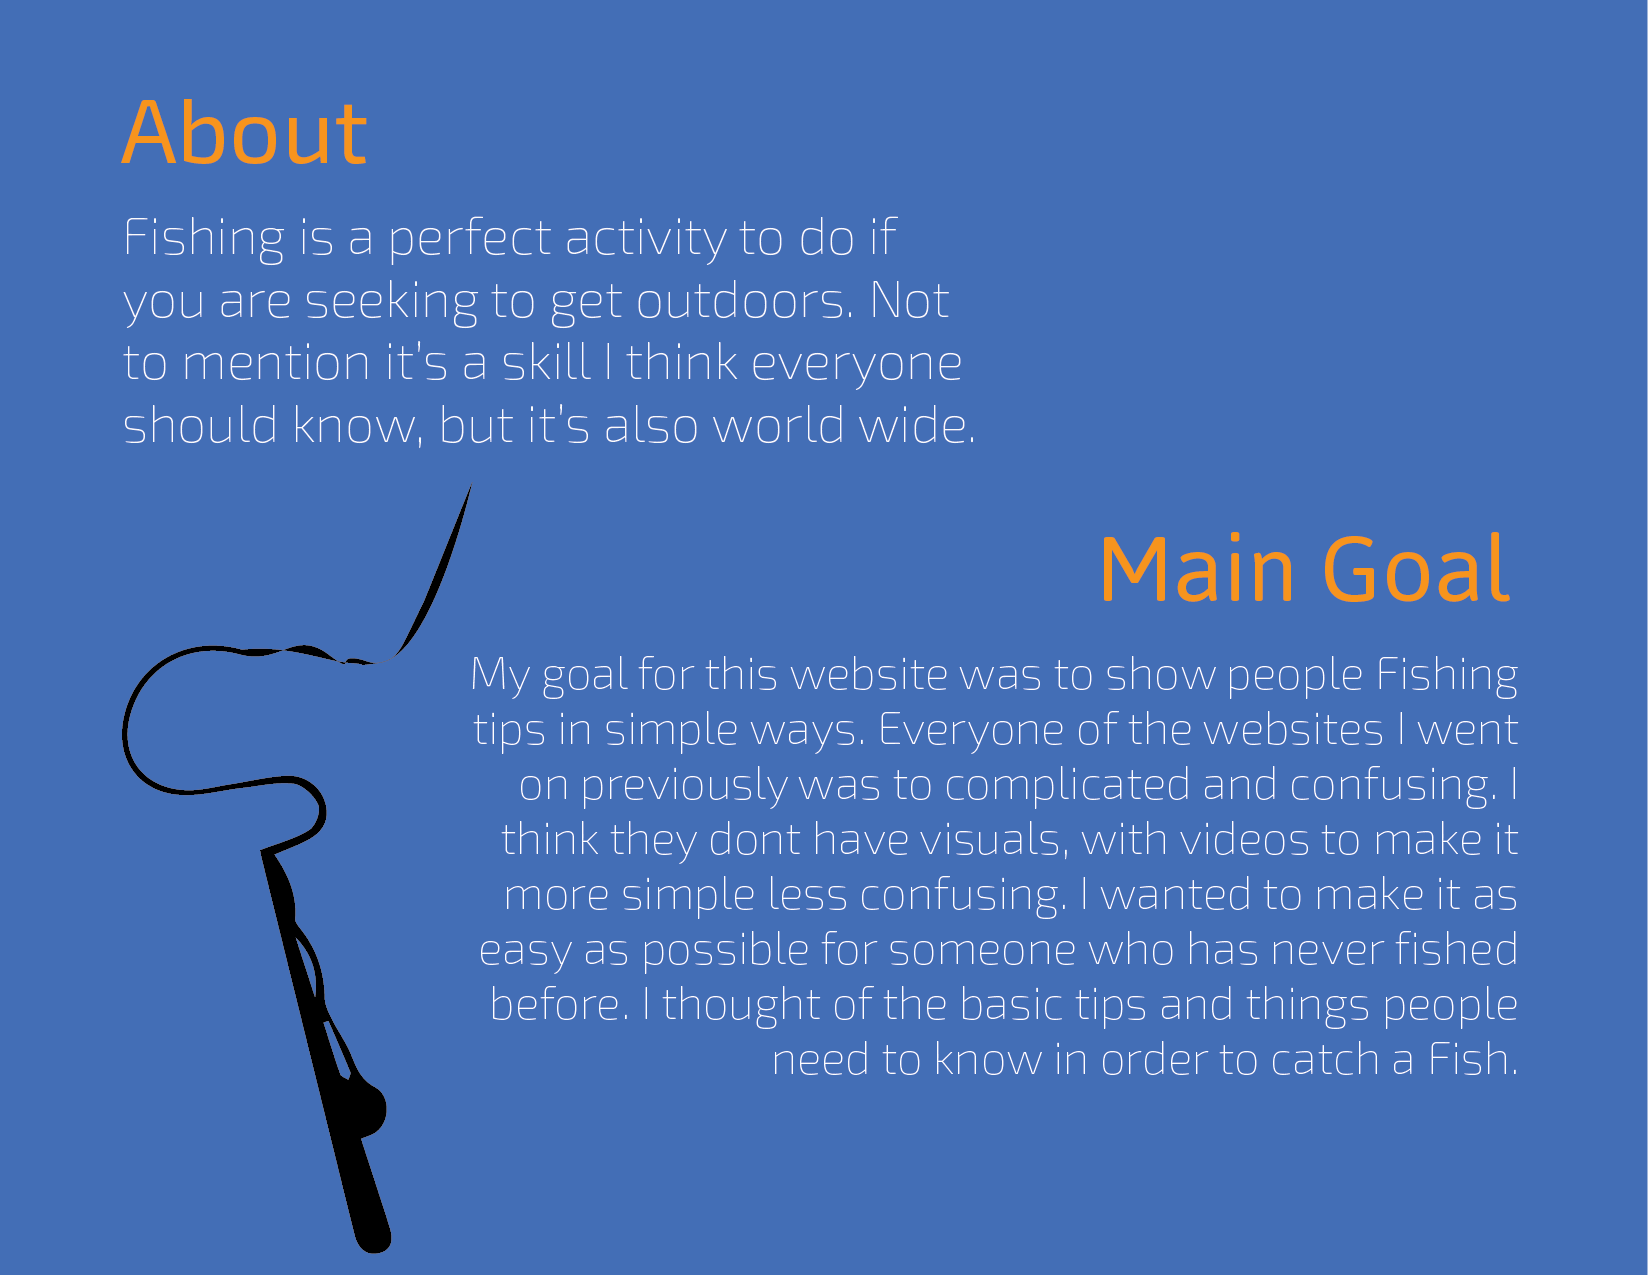 About
Fishing is a perfect activity to do if
you are seeking to get outdoors. Not
to mention it's a skill I think everyone
should know, but it's also world wide.
Main Goal
My goal for this website was to show people Fishing
tips in simple ways. Everyone of the websites I went
on previously was to complicated and confusing. I
think they dont have visuals, with videos to make it
more simple less confusing. I wanted to make it as
easy as possible for someone who has never fished
before. I thought of the basic tips and things people
need to know in order to catch a Fish.